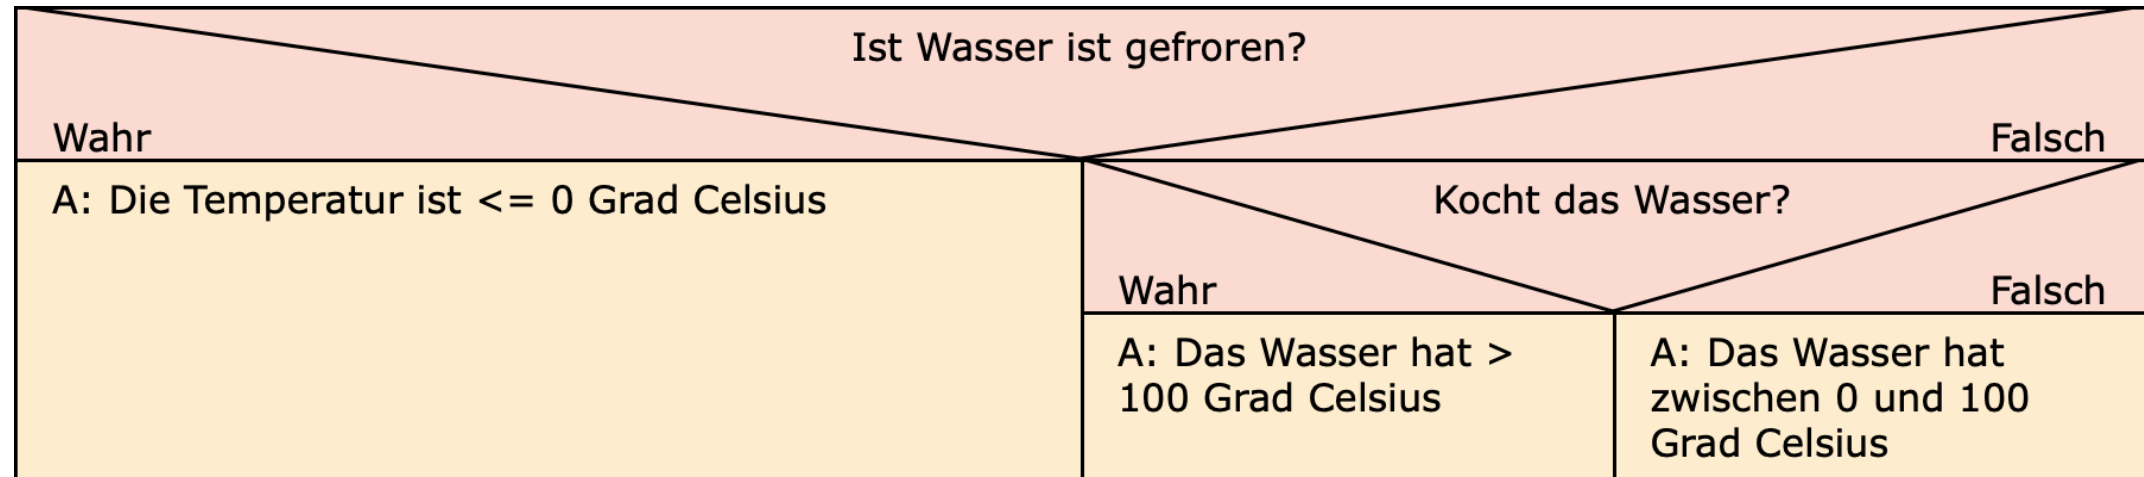 Ist Wasser ist gefroren?
Wahr
Falsch
A: Die Temperatur ist <= 0 Grad Celsius
Kocht das Wasser?
Wahr
Falsch
A: Das Wasser hat >
100 Grad Celsius
A: Das Wasser hat
zwischen 0 und 100
Grad Celsius